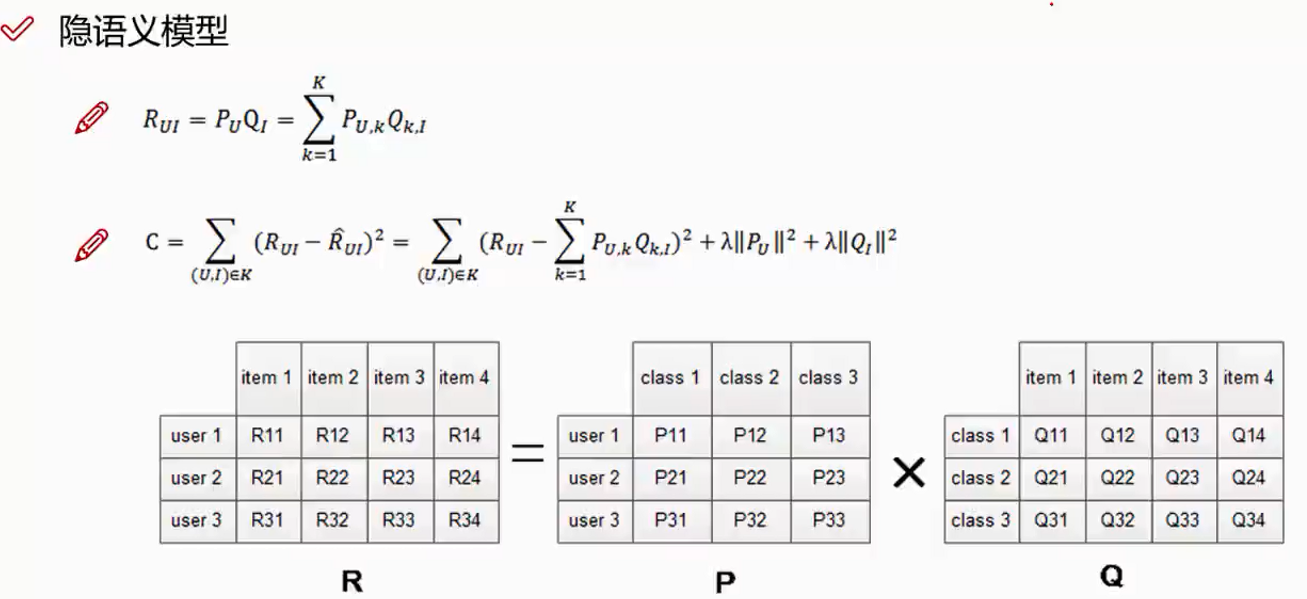 隐语义模型
R_{UI} = P_U Q_I = \sum_{k=1}^{K} P_{U,k} Q_{k,I}
C = \sum_{(U,I)∈K} (R_{UI} − \hat{R}_{UI})^2 = \sum_{(U,I)∈K} (R_{UI} − \sum_{k=1}^{K} P_{U,k} Q_{k,I})^2 + λ‖P_U‖^2 + λ‖Q_I‖^2
item 1 item 2 item 3 item 4
user 1 R11 R12 R13 R14
user 2 R21 R22 R23 R24
user 3 R31 R32 R33 R34
R
=
class 1 class 2 class 3
user 1 P11 P12 P13
user 2 P21 P22 P23
user 3 P31 P32 P33
P
×
item 1 item 2 item 3 item 4
class 1 Q11 Q12 Q13 Q14
class 2 Q21 Q22 Q23 Q24
class 3 Q31 Q32 Q33 Q34
Q